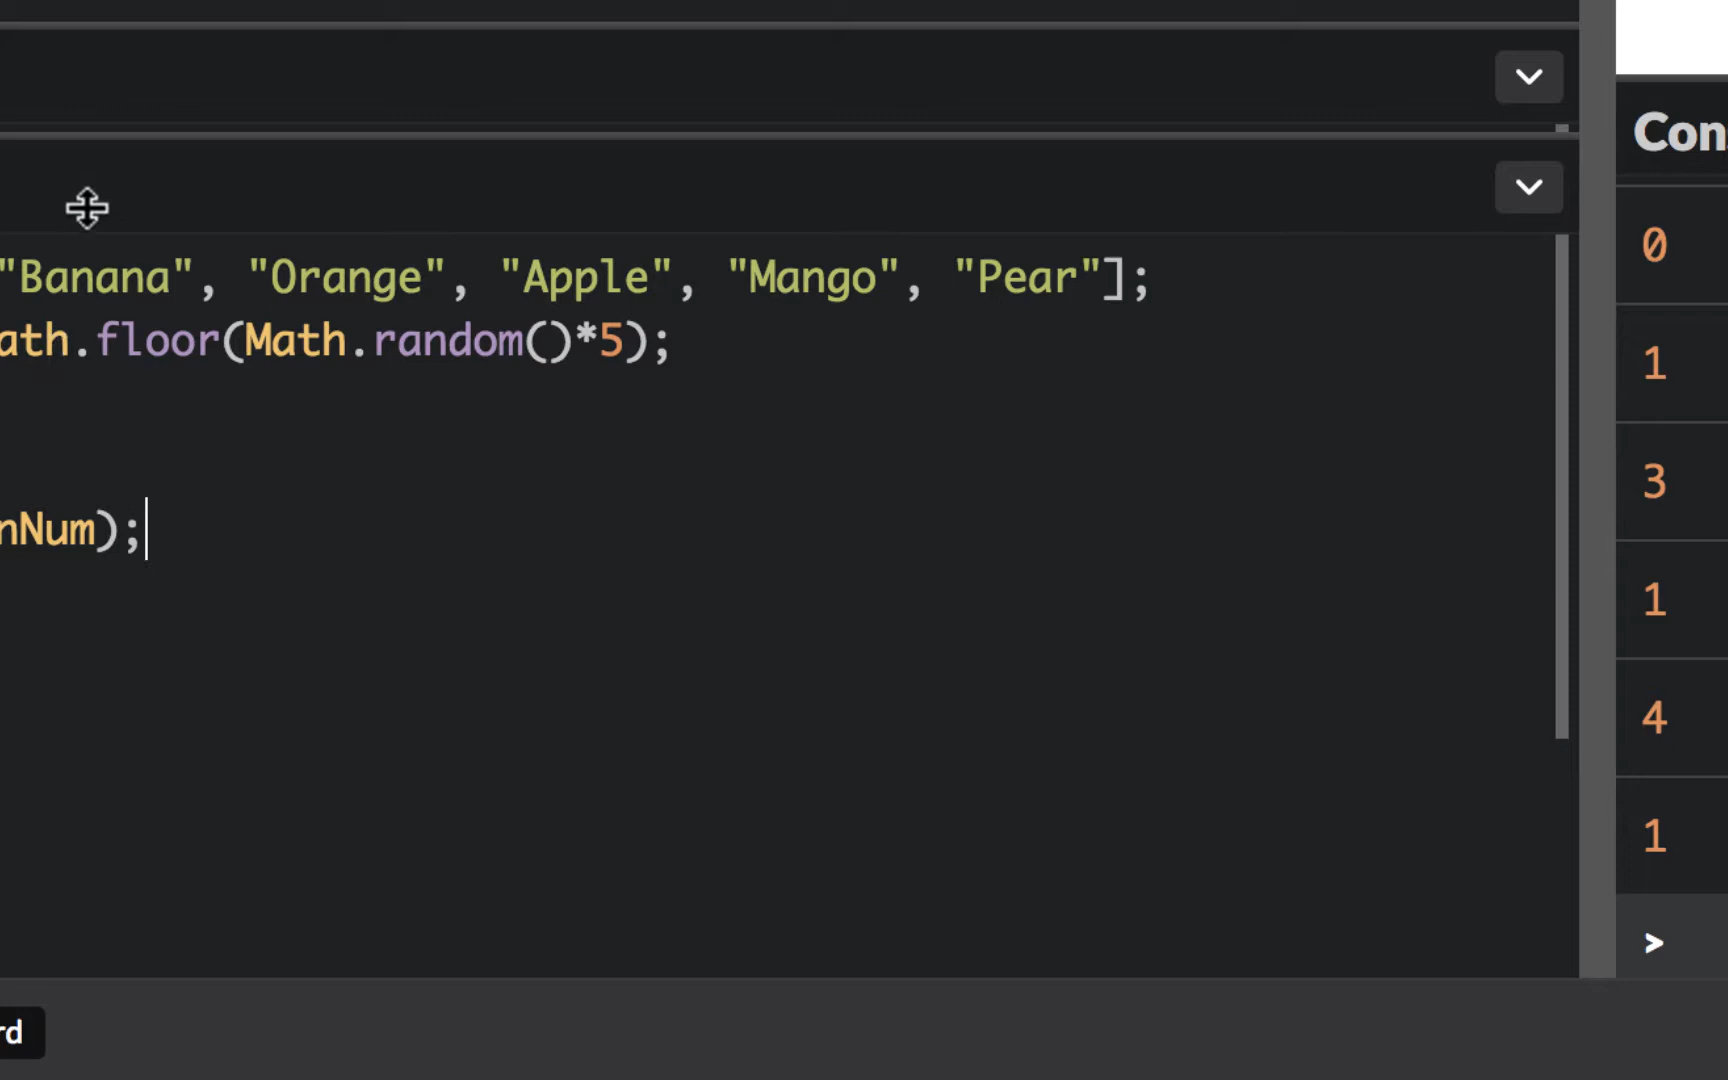 "Banana", "Orange", "Apple", "Mango", "Pear"];
ath.floor(Math.random()*5);
nNum);
Con
0
1
3
1
4
1
>
rd